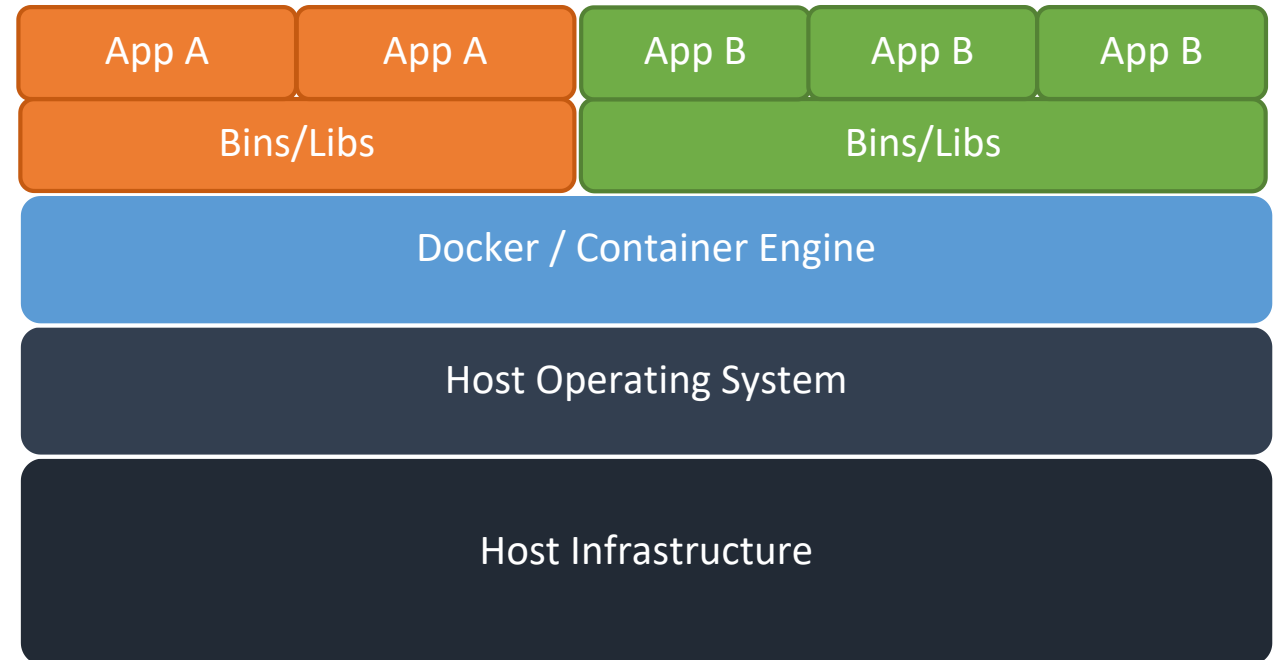 App A
App A
App B
App B
App B
Bins/Libs
Bins/Libs
Docker / Container Engine
Host Operating System
Host Infrastructure